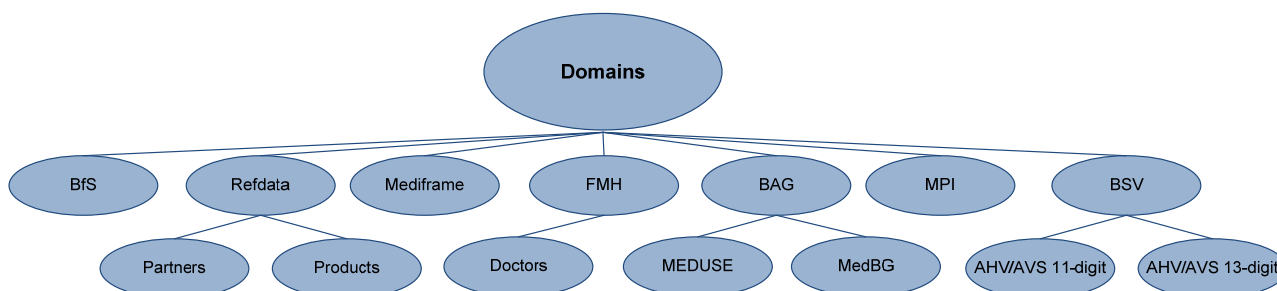 Domains
BfS
Refdata
Mediframe
FMH
BAG
MPI
BSV
Partners
Products
Doctors
MEDUSE
MedBG
AHV/AVS 11-digit
AHV/AVS 13-digit